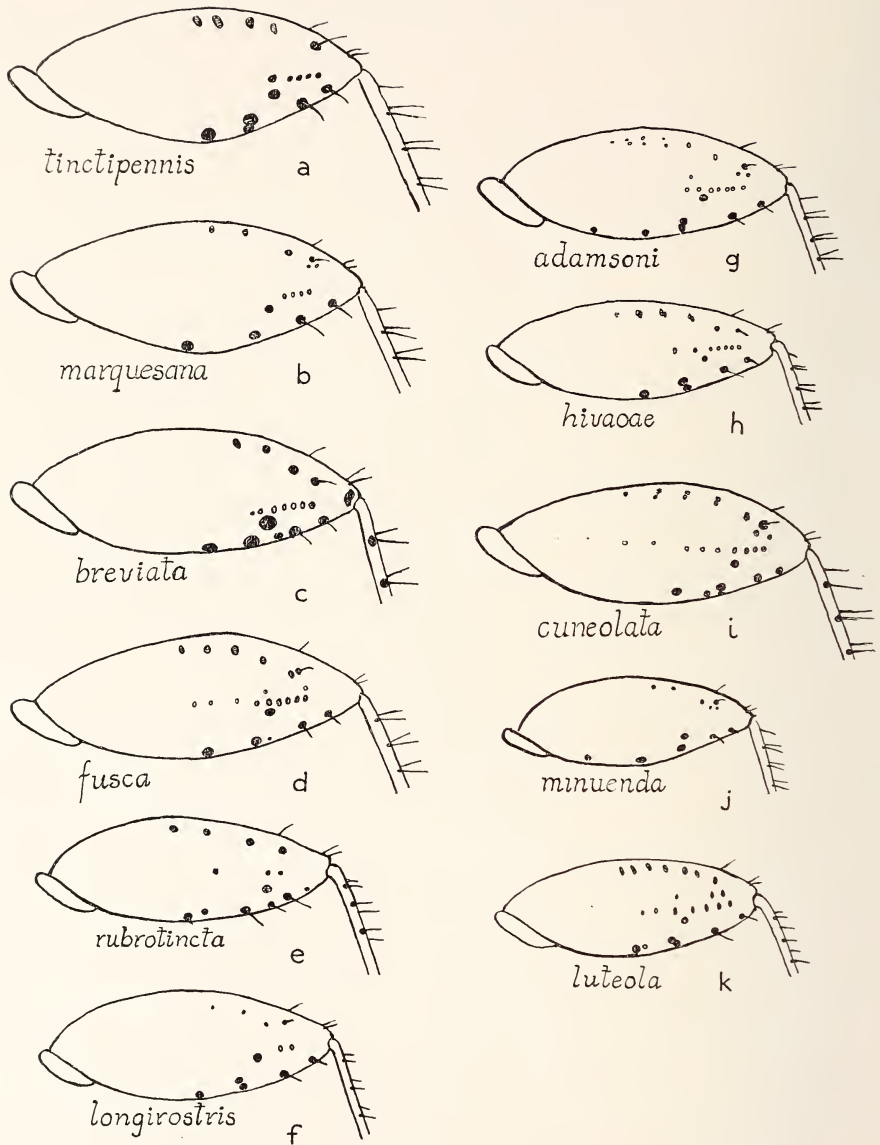 tinctipennis a
marquesana b
breviata c
fusca d
rubrotincta e
longirostris f
adamsoni g
hivaoae h
cuneolata i
minuenda j
luteola k